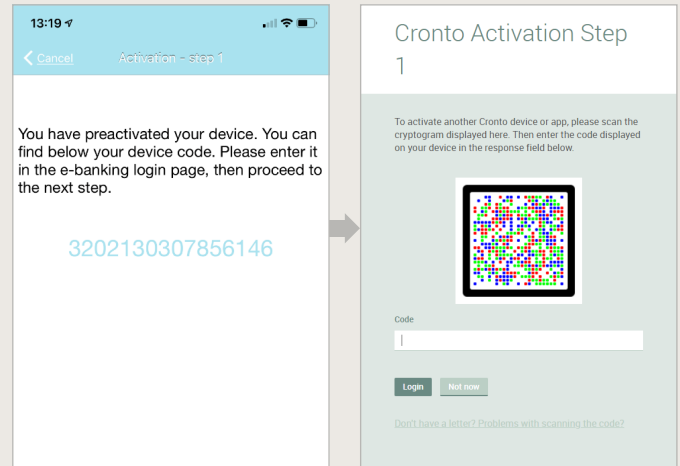 13:19
Cancel
Activation - step 1
You have preactivated your device. You can
find below your device code. Please enter it
in the e-banking login page, then proceed to
the next step.
3202130307856146
Cronto Activation Step
1
To activate another Cronto device or app, please scan the
cryptogram displayed here. Then enter the code displayed
on your device in the response field below.
Code
Login
Not now
Don't have a letter? Problems with scanning the code?